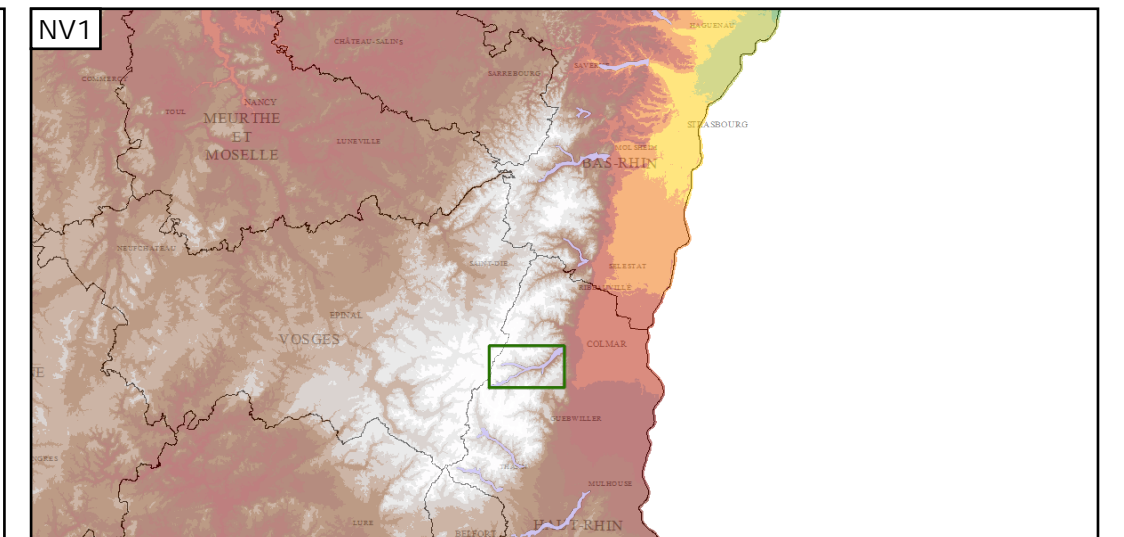 NV1
HAGUENAU
CHÂTEAU-SALINS
SAVERNE
SARREBOURG
COMMERCY
NANCY
TOUL
MEURTHE
ET
MOSELLE
STRASBOURG
LUNEVILLE
MOLSHEIM
BAS-RHIN
NEUFCHATEAU
SAINT-DIE
SELESTAT
RIBEAUVILLE
EPINAL
VOSGES
COLMAR
GUEBWILLER
THANN
MULHOUSE
LURE
HAUT-RHIN
BELFORT